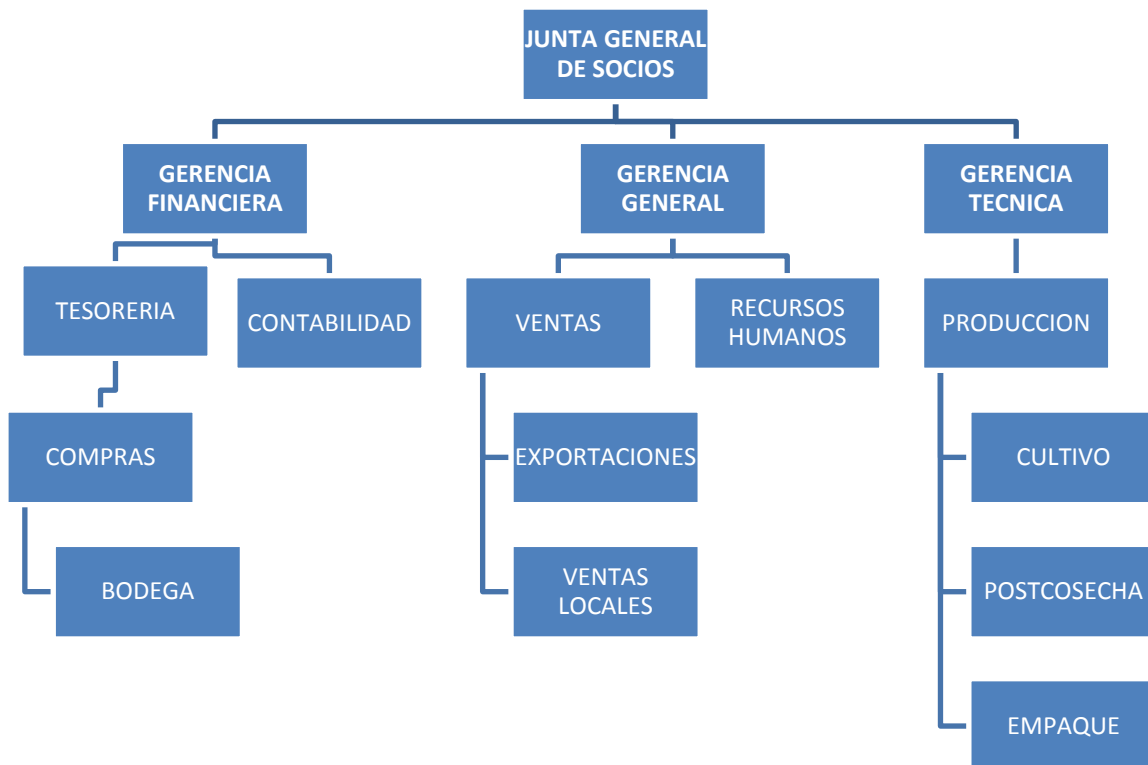 JUNTA GENERAL
DE SOCIOS
GERENCIA
FINANCIERA
GERENCIA
GENERAL
GERENCIA
TECNICA
TESORERIA
CONTABILIDAD
VENTAS
RECURSOS
HUMANOS
PRODUCCION
COMPRAS
EXPORTACIONES
CULTIVO
BODEGA
VENTAS
LOCALES
POSTCOSECHA
EMPAQUE